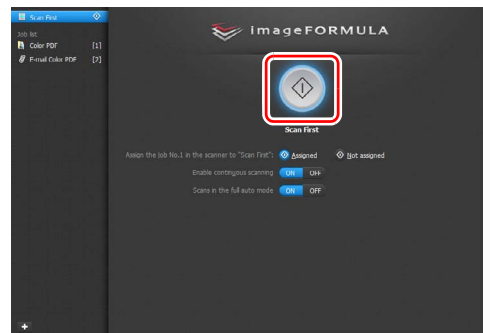 Scan First
Job list
Color PDF [1]
E-mail Color PDF [2]
imageFORMULA
Scan First
Assign the job No.1 in the scanner to "Scan First": Assigned Not assigned
Enable continuous scanning ON OFF
Scans in the full auto mode ON OFF